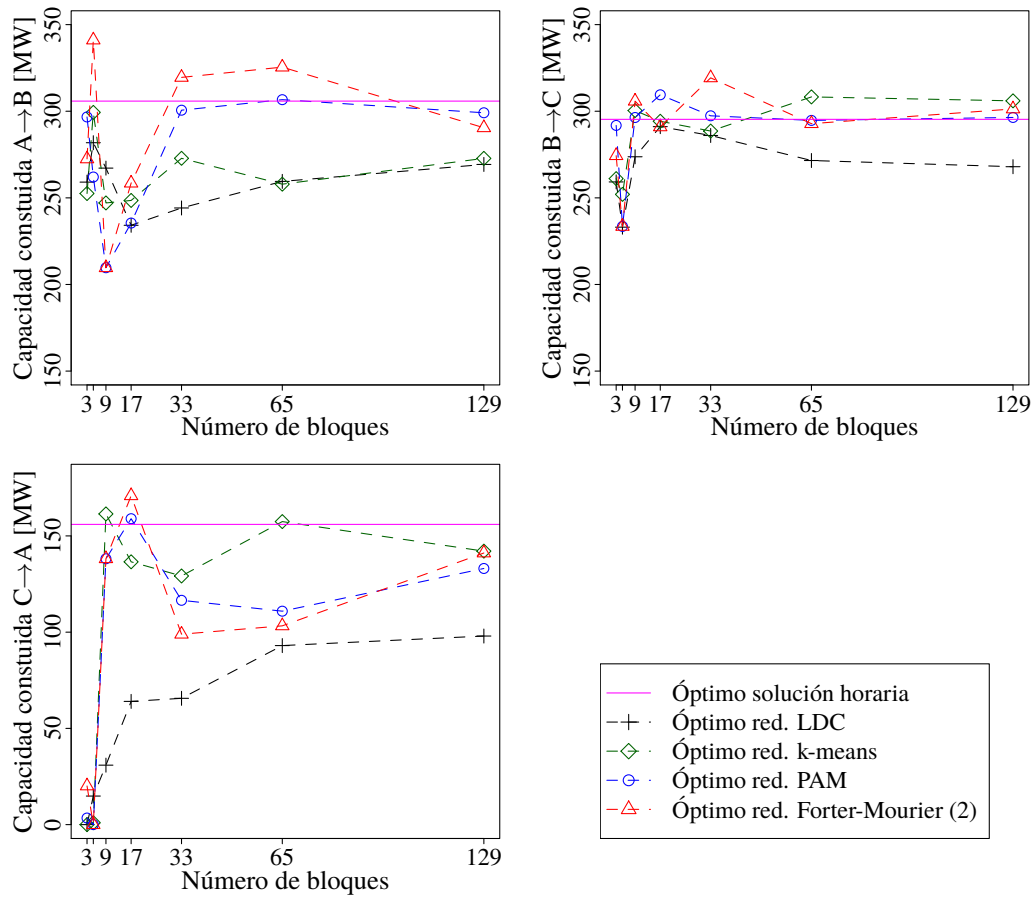 Capacidad constuida A→B [MW]
350
300
250
200
150
3 9 17 33 65 129
Número de bloques
Capacidad constuida B→C [MW]
350
300
250
200
150
3 9 17 33 65 129
Número de bloques
Capacidad constuida C→A [MW]
150
100
50
0
3 9 17 33 65 129
Número de bloques
Óptimo solución horaria
Óptimo red. LDC
Óptimo red. k-means
Óptimo red. PAM
Óptimo red. Forter-Mourier (2)